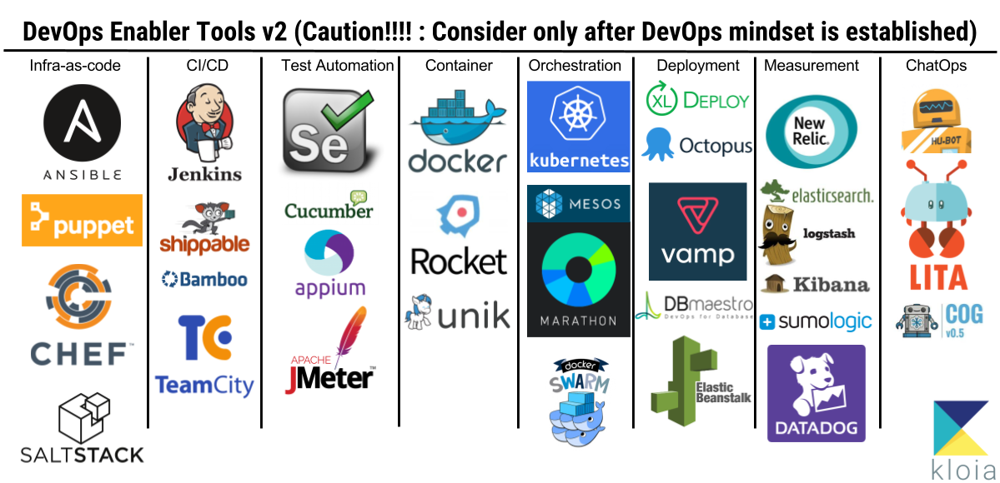 DevOps Enabler Tools v2 (Caution!!!! : Consider only after DevOps mindset is established)
Infra-as-code
ANSIBLE
puppet
CHEF™
SALTSTACK
CI/CD
Jenkins
shippable
Bamboo
TC
TeamCity
Test Automation
Se
Cucumber
appium
APACHE
JMeter™
Container
docker
Rocket
unik
Orchestration
kubernetes
MESOS
MARATHON
docker
SWARM
Deployment
XL DEPLOY
Octopus
vamp
DBmaestro
DevOps for Database
Elastic
Beanstalk
Measurement
New
Relic.
elasticsearch.
logstash
Kibana
sumologic
DATADOG
ChatOps
HU-BOT
LITA
COG
v0.5
kloia